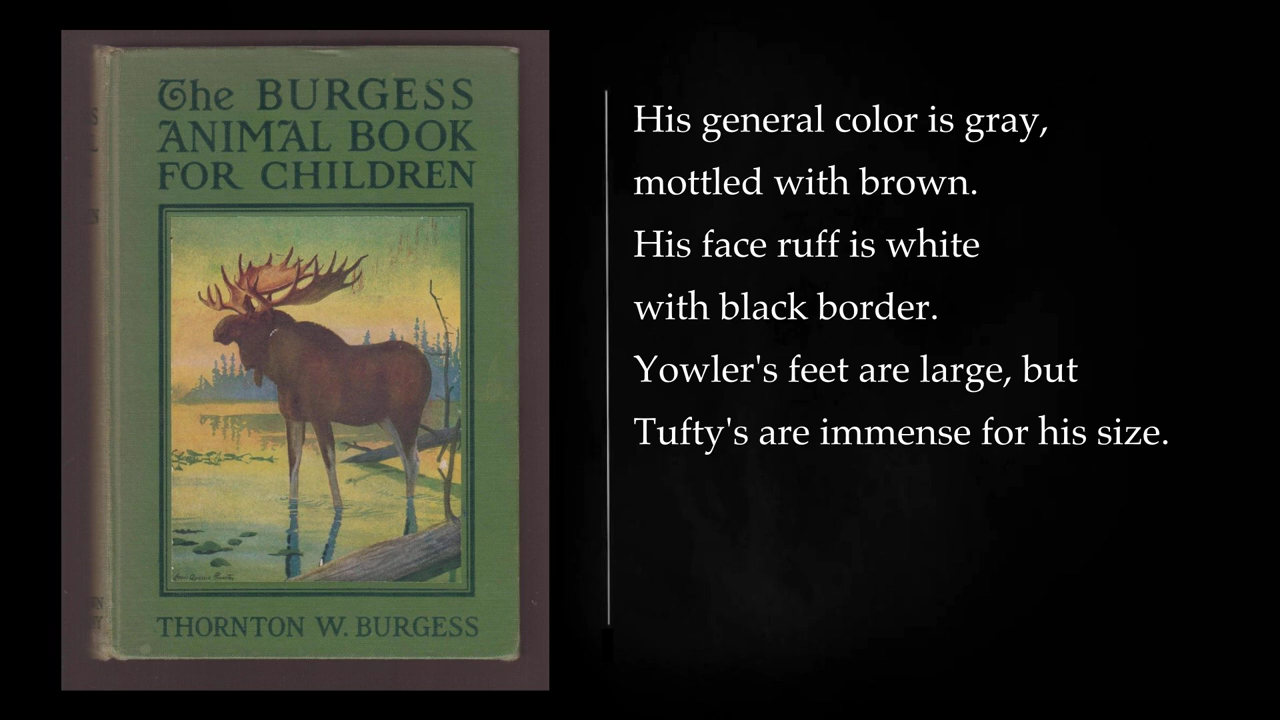 The BURGESS
ANIMAL BOOK
FOR CHILDREN
THORNTON W. BURGESS
His general color is gray,
mottled with brown.
His face ruff is white
with black border.
Yowler's feet are large, but
Tufty's are immense for his size.